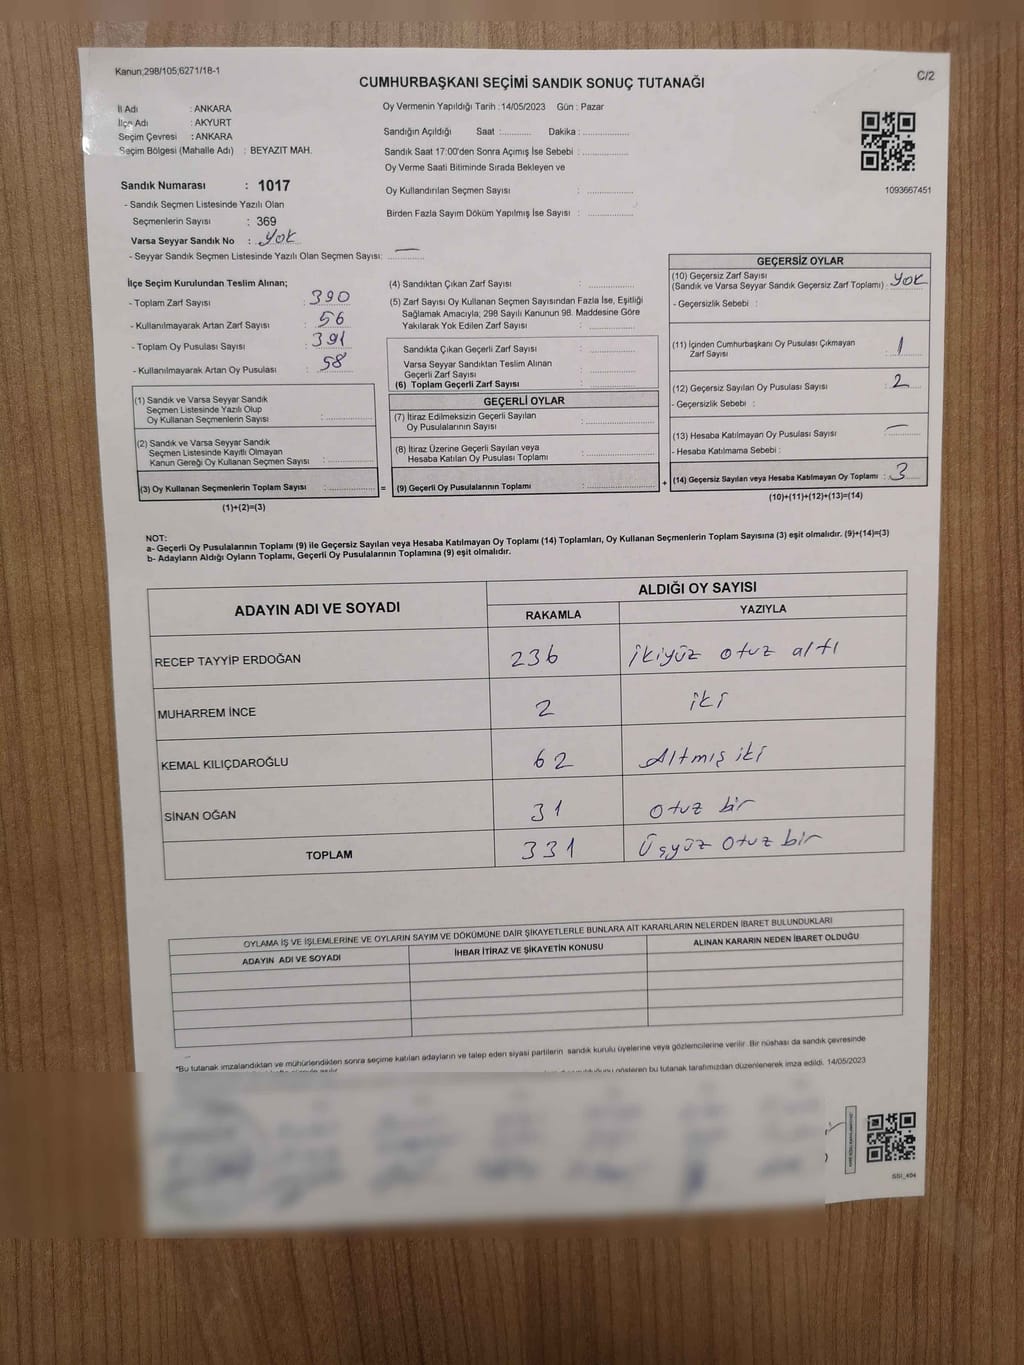 Kanun;298/105;6271/18-1
C/2
CUMHURBAŞKANI SEÇİMİ SANDIK SONUÇ TUTANAĞI
İl Adı : ANKARA
İlçe Adı : AKYURT
Seçim Çevresi : ANKARA
Seçim Bölgesi (Mahalle Adı) : BEYAZIT MAH.
Sandık Numarası : 1017
- Sandık Seçmen Listesinde Yazılı Olan
Seçmenlerin Sayısı : 369
Varsa Seyyar Sandık No : Yok
- Seyyar Sandık Seçmen Listesinde Yazılı Olan Seçmen Sayısı: —
Oy Vermenin Yapıldığı Tarih : 14/05/2023 Gün : Pazar
Sandığın Açıldığı Saat :........... Dakika :................
Sandık Saat 17:00'den Sonra Açımış İse Sebebi :................
Oy Verme Saati Bitiminde Sırada Bekleyen ve
Oy Kullandırılan Seçmen Sayısı : ................
Birden Fazla Sayım Döküm Yapılmış İse Sayısı : ................
1093667451
İlçe Seçim Kurulundan Teslim Alınan;
- Toplam Zarf Sayısı : 390
- Kullanılmayarak Artan Zarf Sayısı : 56
- Toplam Oy Pusulası Sayısı : 391
- Kullanılmayarak Artan Oy Pusulası : 58
(1) Sandık ve Varsa Seyyar Sandık
Seçmen Listesinde Yazılı Olup
Oy Kullanan Seçmenlerin Sayısı :................
(2) Sandık ve Varsa Seyyar Sandık
Seçmen Listesinde Kayıtlı Olmayan
Kanun Gereği Oy Kullanan Seçmen Sayısı :................
(3) Oy Kullanan Seçmenlerin Toplam Sayısı :................ =
(1)+(2)=(3)
(4) Sandıktan Çıkan Zarf Sayısı : ................
(5) Zarf Sayısı Oy Kullanan Seçmen Sayısından Fazla İse, Eşitliği
Sağlamak Amacıyla; 298 Sayılı Kanunun 98. Maddesine Göre
Yakılarak Yok Edilen Zarf Sayısı : ................
Sandıkta Çıkan Geçerli Zarf Sayısı : ................
Varsa Seyyar Sandıktan Teslim Alınan
Geçerli Zarf Sayısı : ................
(6) Toplam Geçerli Zarf Sayısı : ................
GEÇERLİ OYLAR
(7) İtiraz Edilmeksizin Geçerli Sayılan
Oy Pusulalarının Sayısı :................
(8) İtiraz Üzerine Geçerli Sayılan veya
Hesaba Katılan Oy Pusulası Toplamı :................
(9) Geçerli Oy Pusulalarının Toplamı :................ +
GEÇERSİZ OYLAR
(10) Geçersiz Zarf Sayısı
(Sandık ve Varsa Seyyar Sandık Geçersiz Zarf Toplamı) : Yok
- Geçersizlik Sebebi :
(11) İçinden Cumhurbaşkanı Oy Pusulası Çıkmayan
Zarf Sayısı : 1
(12) Geçersiz Sayılan Oy Pusulası Sayısı : 2
- Geçersizlik Sebebi :
(13) Hesaba Katılmayan Oy Pusulası Sayısı : —
- Hesaba Katılmama Sebebi :
(14) Geçersiz Sayılan veya Hesaba Katılmayan Oy Toplamı : 3
(10)+(11)+(12)+(13)=(14)
NOT:
a- Geçerli Oy Pusulalarının Toplamı (9) ile Geçersiz Sayılan veya Hesaba Katılmayan Oy Toplamı (14) Toplamları, Oy Kullanan Seçmenlerin Toplam Sayısına (3) eşit olmalıdır. (9)+(14)=(3)
b- Adayların Aldığı Oyların Toplamı, Geçerli Oy Pusulalarının Toplamına (9) eşit olmalıdır.
ADAYIN ADI VE SOYADI ALDIĞI OY SAYISI
RAKAMLA YAZIYLA
RECEP TAYYİP ERDOĞAN 236 ikiyüz otuz altı
MUHARREM İNCE 2 iki
KEMAL KILIÇDAROĞLU 62 Altmış iki
SİNAN OĞAN 31 Otuz bir
TOPLAM 331 Üçyüz Otuz bir
OYLAMA İŞ VE İŞLEMLERİNE VE OYLARIN SAYIM VE DÖKÜMÜNE DAİR ŞİKAYETLERLE BUNLARA AİT KARARLARIN NELERDEN İBARET BULUNDUKLARI
ADAYIN ADI VE SOYADI İHBAR İTİRAZ VE ŞİKAYETİN KONUSU ALINAN KARARIN NEDEN İBARET OLDUĞU
*Bu tutanak imzalandıktan ve mühürlendikten sonra seçime katılan adayların ve talep eden siyasi partilerin sandık kurulu üyelerine veya gözlemcilerine verilir. Bir nüshası da sandık çevresinde
gösteren bu tutanak tarafımızdan düzenlenerek imza edildi. 14/05/2023